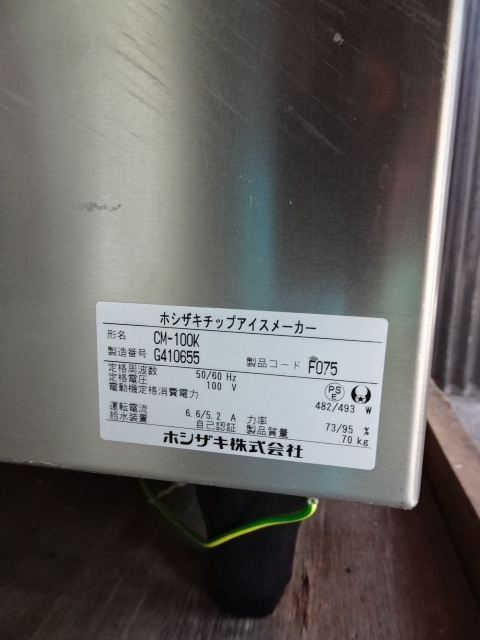 ホシザキチップアイスメーカー
形名 CM-100K
製造番号 G410655 製品コード F075
定格周波数 50/60 Hz
定格電圧 100 V
電動機定格消費電力 482/493 W
PSE
運転電流 6.6/5.2 A 力率 73/95 %
給水装置 自己認証 製品質量 70 kg
ホシザキ株式会社